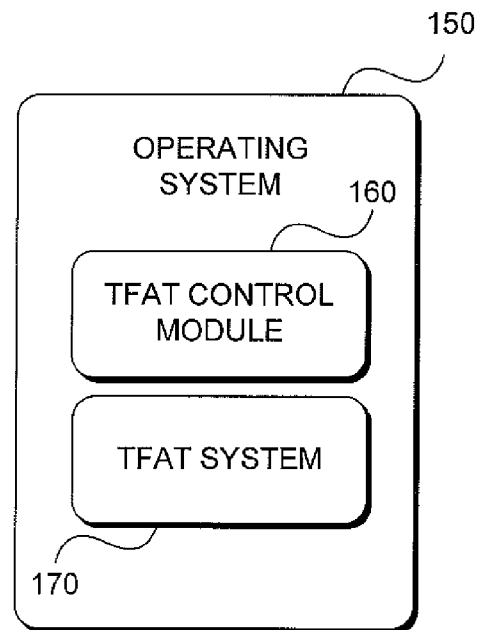 150
OPERATING
SYSTEM
160
TFAT CONTROL
MODULE
TFAT SYSTEM
170